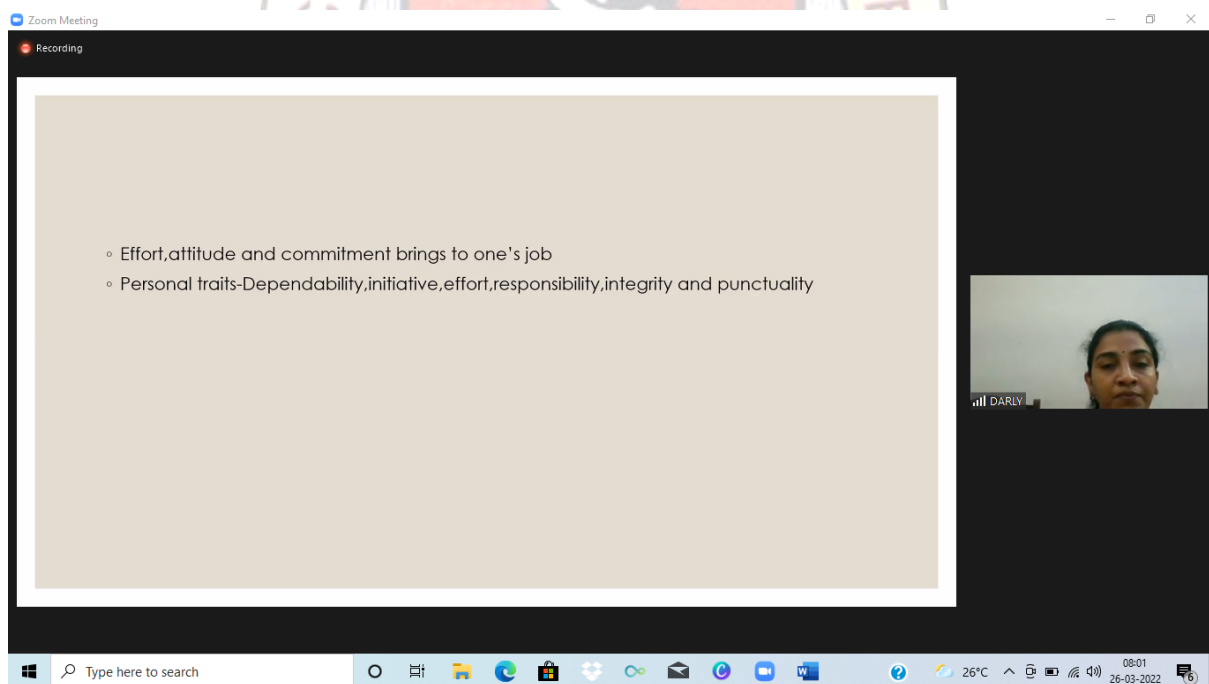 Zoom Meeting
Recording
◦ Effort,attitude and commitment brings to one's job
◦ Personal traits-Dependability,initiative,effort,responsibility,integrity and punctuality
DARLY
Type here to search
26°C
08:01
26-03-2022
6